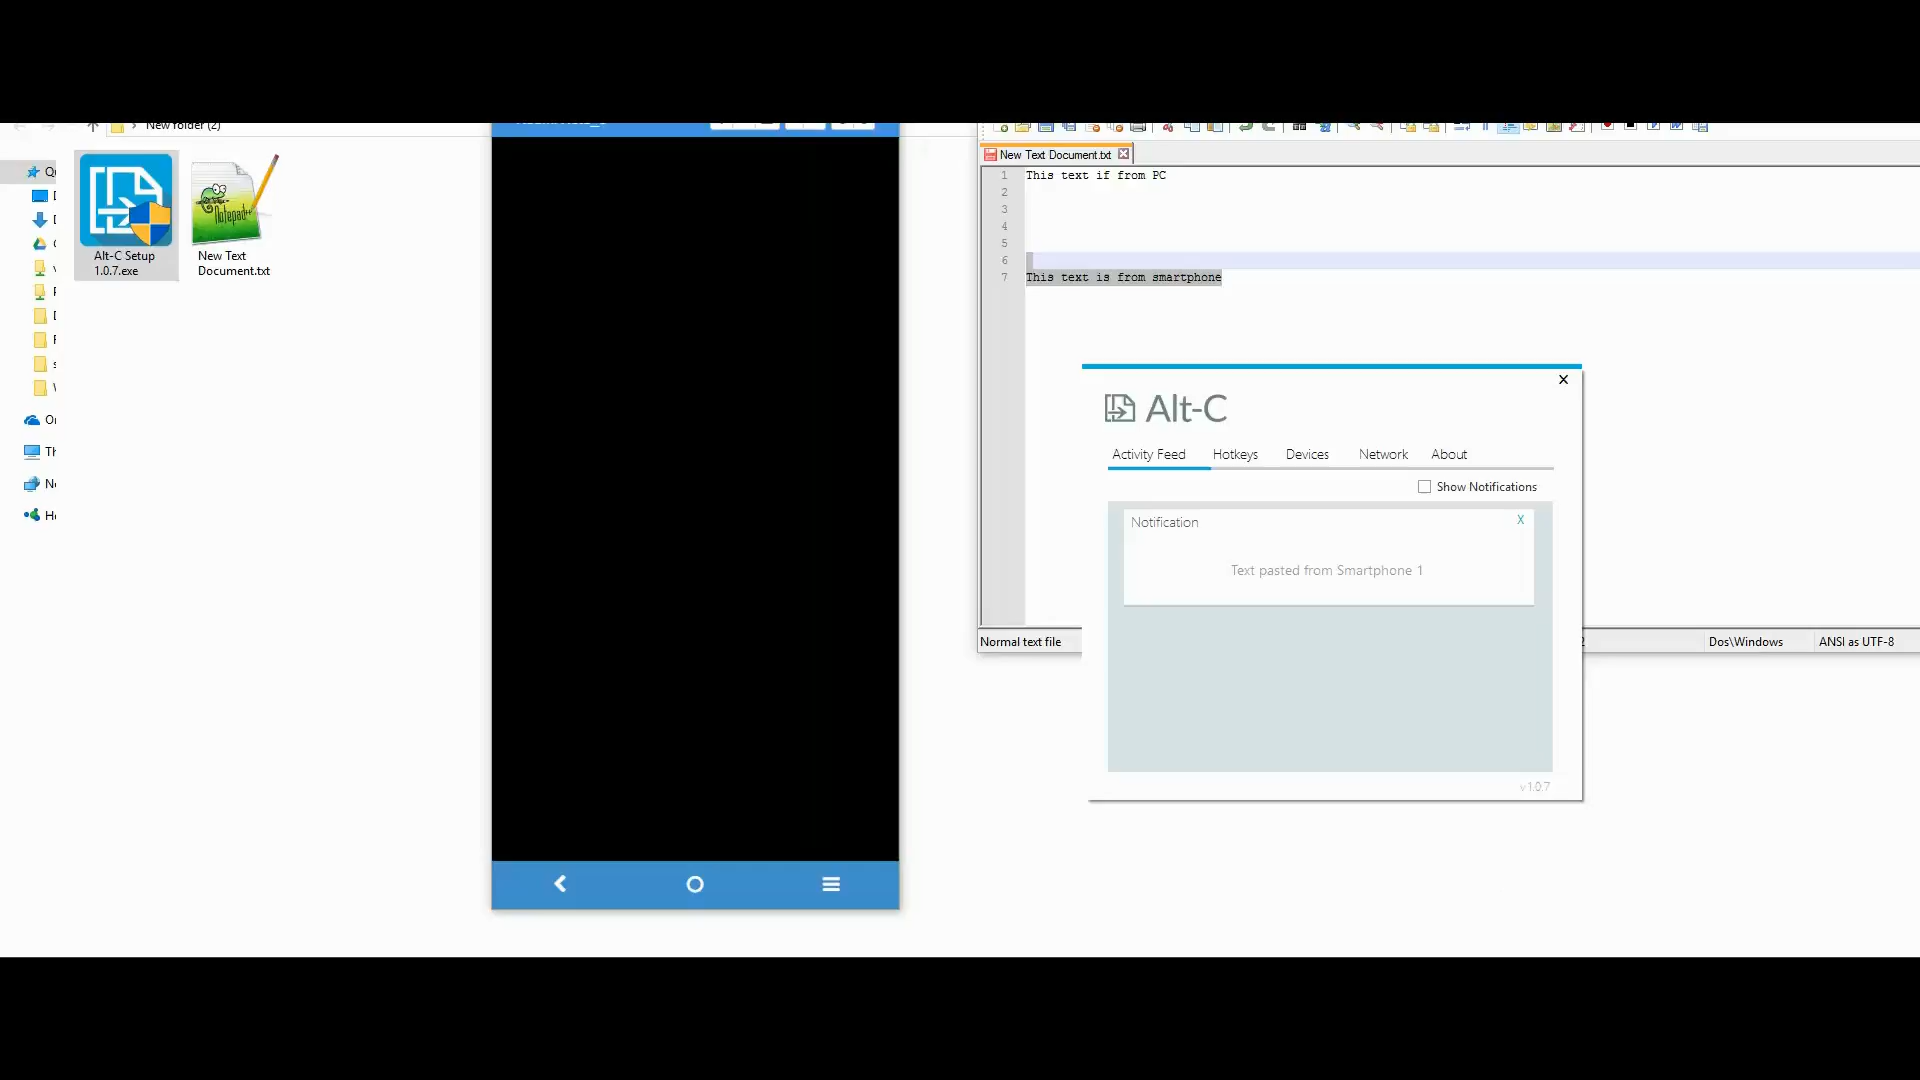 New folder (2)
Alt-C Setup
1.0.7.exe
Notepad++
New Text
Document.txt
New Text Document.txt
1 This text if from PC
2
3
4
5
6
7 This text is from smartphone
Normal text file
Dos\Windows
ANSI as UTF-8
Alt-C
Activity Feed
Hotkeys
Devices
Network
About
Show Notifications
Notification
X
Text pasted from Smartphone 1
v 1.0.7